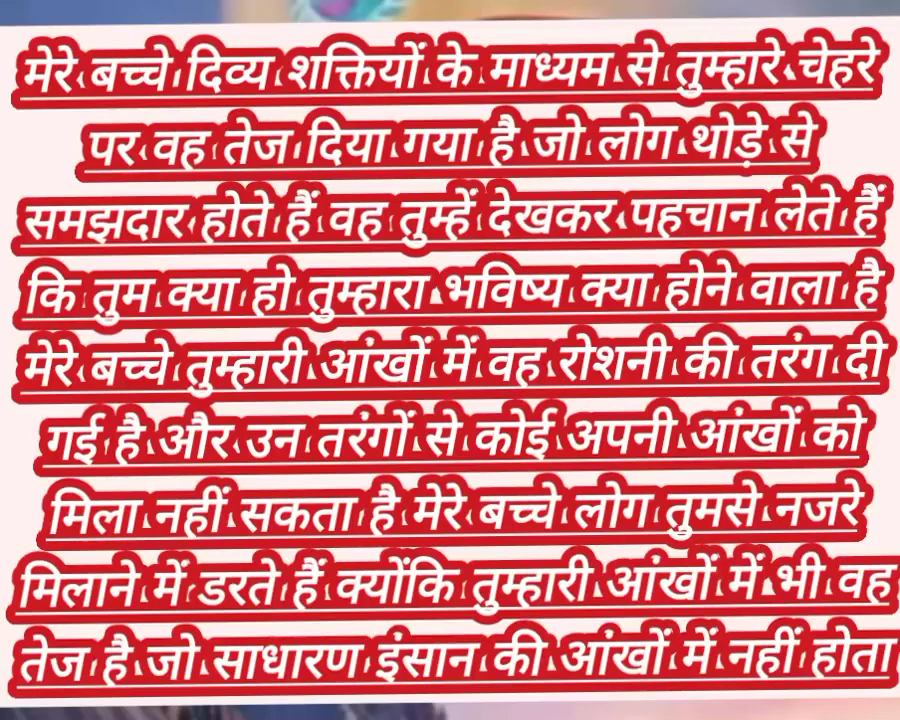 मेरे बच्चे दिव्य शक्तियों के माध्यम से तुम्हारे चेहरे
पर वह तेज दिया गया है जो लोग थोड़े से
समझदार होते हैं वह तुम्हें देखकर पहचान लेते हैं
कि तुम क्या हो तुम्हारा भविष्य क्या होने वाला है
मेरे बच्चे तुम्हारी आंखों में वह रोशनी की तरंग दी
गई है और उन तरंगों से कोई अपनी आंखों को
मिला नहीं सकता है मेरे बच्चे लोग तुमसे नजरे
मिलाने में डरते हैं क्योंकि तुम्हारी आंखों में भी वह
तेज है जो साधारण इंसान की आंखों में नहीं होता